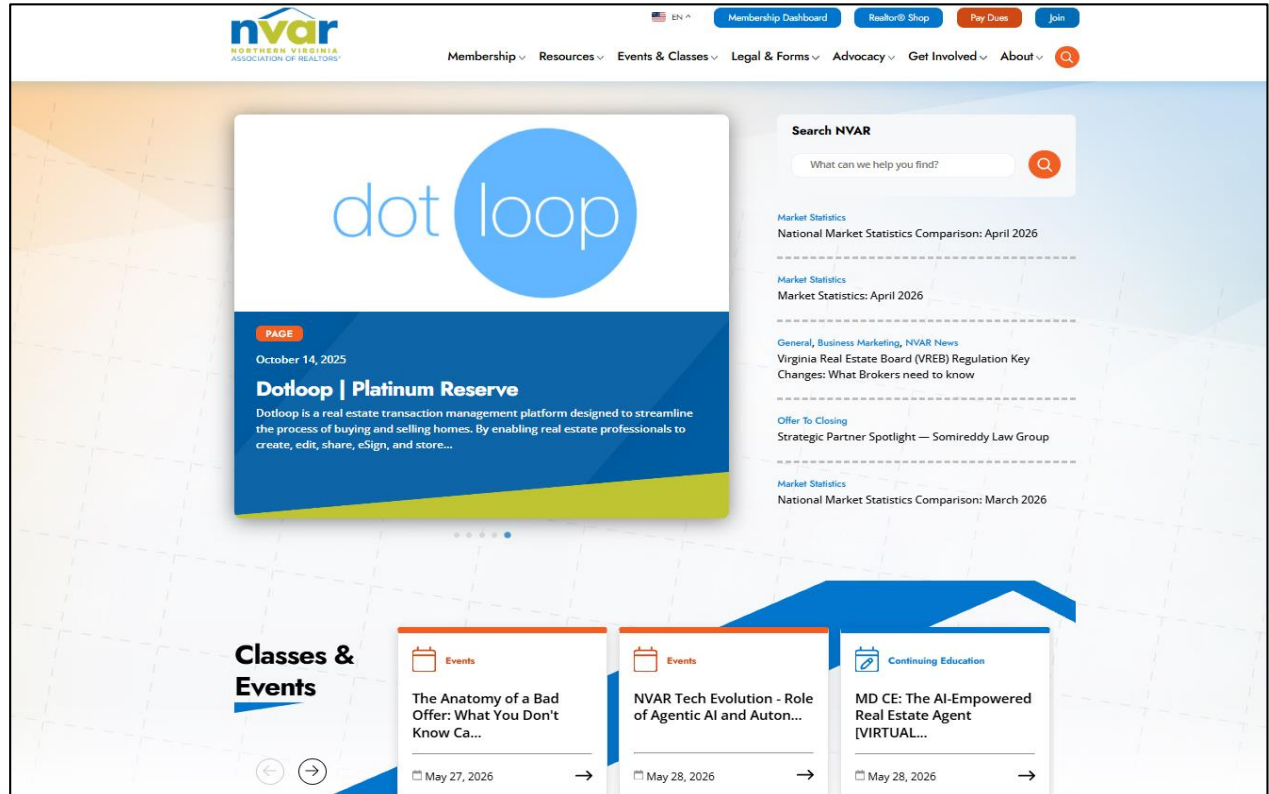 nvar
NORTHERN VIRGINIA
ASSOCIATION OF REALTORS®
EN
Membership Dashboard
Realtor® Shop
Pay Dues
Join
Membership
Resources
Events & Classes
Legal & Forms
Advocacy
Get Involved
About
dot loop
PAGE
October 14, 2025
Dotloop | Platinum Reserve
Dotloop is a real estate transaction management platform designed to streamline
the process of buying and selling homes. By enabling real estate professionals to
create, edit, share, eSign, and store...
Search NVAR
What can we help you find?
Market Statistics
National Market Statistics Comparison: April 2026
Market Statistics
Market Statistics: April 2026
General, Business Marketing, NVAR News
Virginia Real Estate Board (VREB) Regulation Key
Changes: What Brokers need to know
Offer To Closing
Strategic Partner Spotlight — Somireddy Law Group
Market Statistics
National Market Statistics Comparison: March 2026
Classes &
Events
Events
The Anatomy of a Bad
Offer: What You Don't
Know Ca...
May 27, 2026
Events
NVAR Tech Evolution - Role
of Agentic AI and Auton...
May 28, 2026
Continuing Education
MD CE: The AI-Empowered
Real Estate Agent
[VIRTUAL...
May 28, 2026